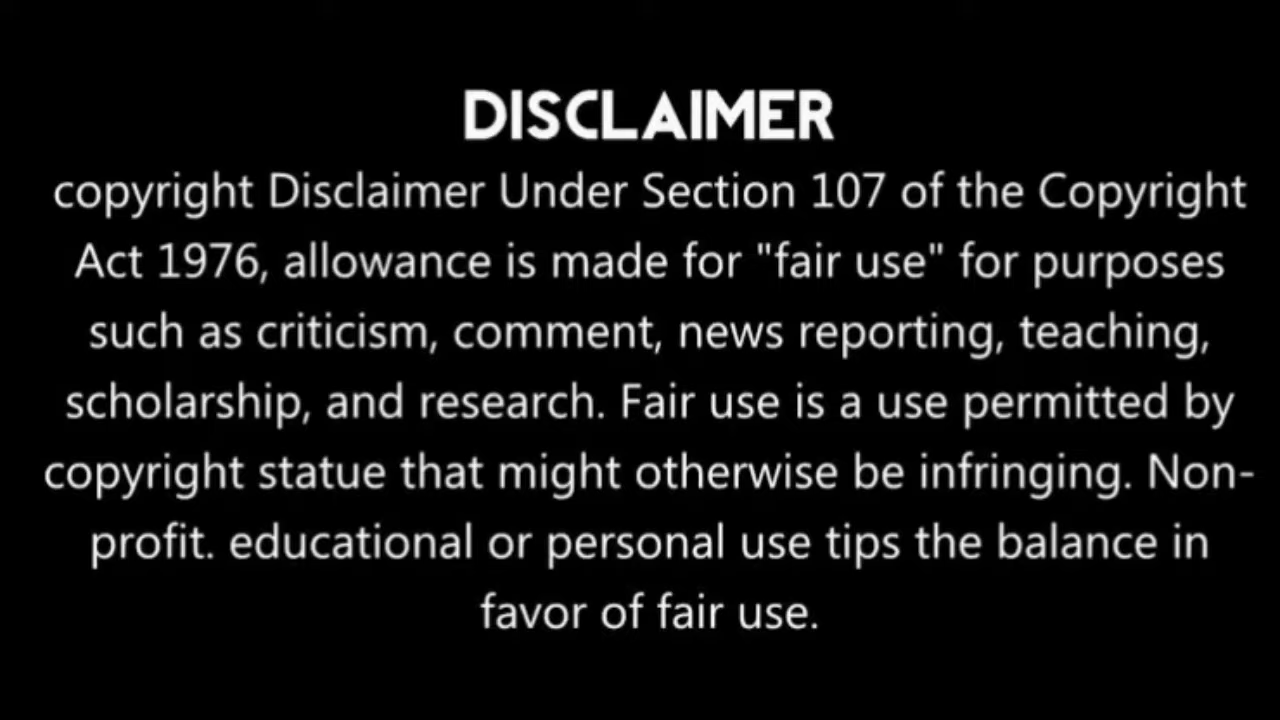 DISCLAIMER
copyright Disclaimer Under Section 107 of the Copyright
Act 1976, allowance is made for "fair use" for purposes
such as criticism, comment, news reporting, teaching,
scholarship, and research. Fair use is a use permitted by
copyright statue that might otherwise be infringing. Non-
profit. educational or personal use tips the balance in
favor of fair use.